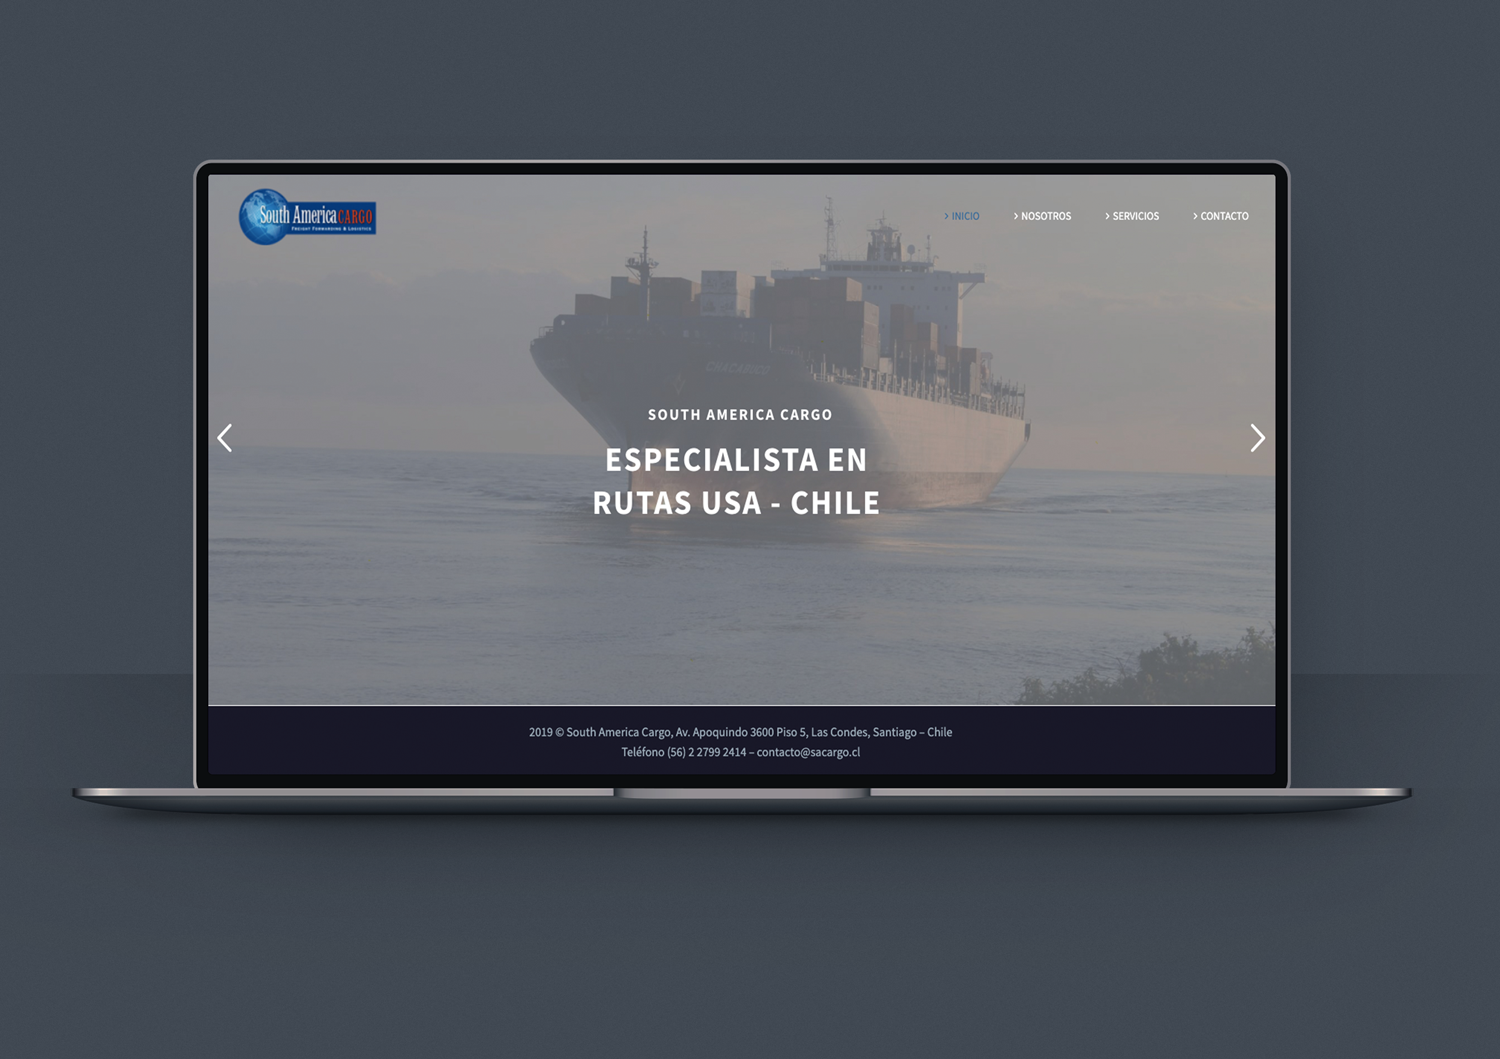 South America CARGO
FREIGHT FORWARDING & LOGISTICS
> INICIO
> NOSOTROS
> SERVICIOS
> CONTACTO
CHACABUCO
SOUTH AMERICA CARGO
ESPECIALISTA EN
RUTAS USA - CHILE
2019 © South America Cargo, Av. Apoquindo 3600 Piso 5, Las Condes, Santiago – Chile
Teléfono (56) 2 2799 2414 – contacto@sacargo.cl